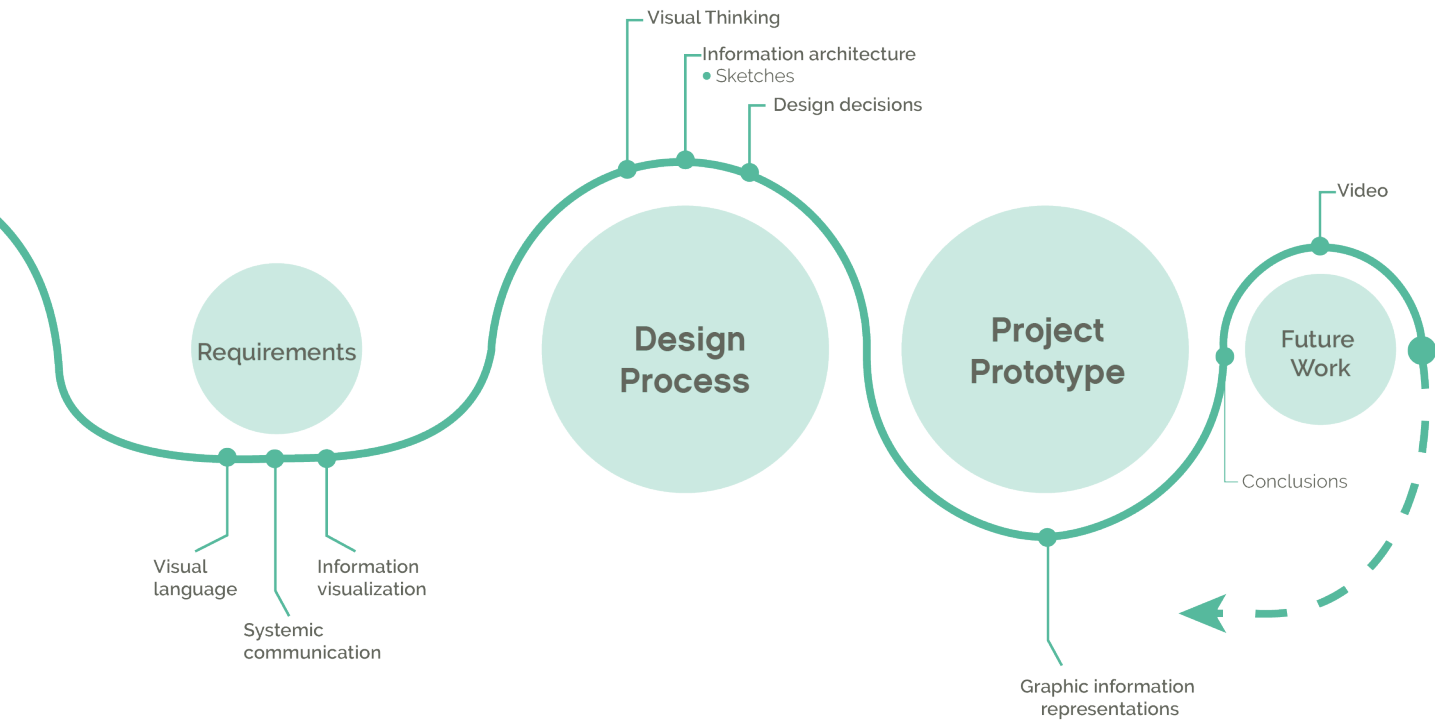 Visual Thinking
Information architecture
Sketches
Design decisions
Video
Requirements
Design
Process
Project
Prototype
Future
Work
Conclusions
Visual
language
Information
visualization
Systemic
communication
Graphic information
representations